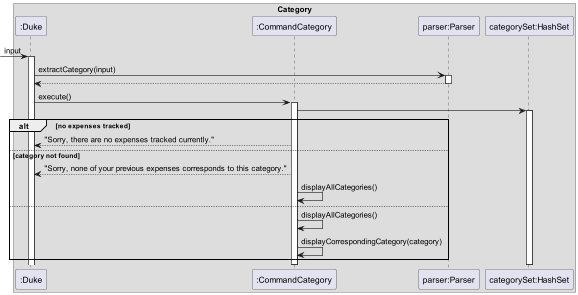 Category
:Duke
:CommandCategory
parser:Parser
categorySet:HashSet
input
extractCategory(input)
execute()
alt
[no expenses tracked]
"Sorry, there are no expenses tracked currently."
[category not found]
"Sorry, none of your previous expenses corresponds to this category."
displayAllCategories()
displayAllCategories()
displayCorrespondingCategory(category)
:Duke
:CommandCategory
parser:Parser
categorySet:HashSet